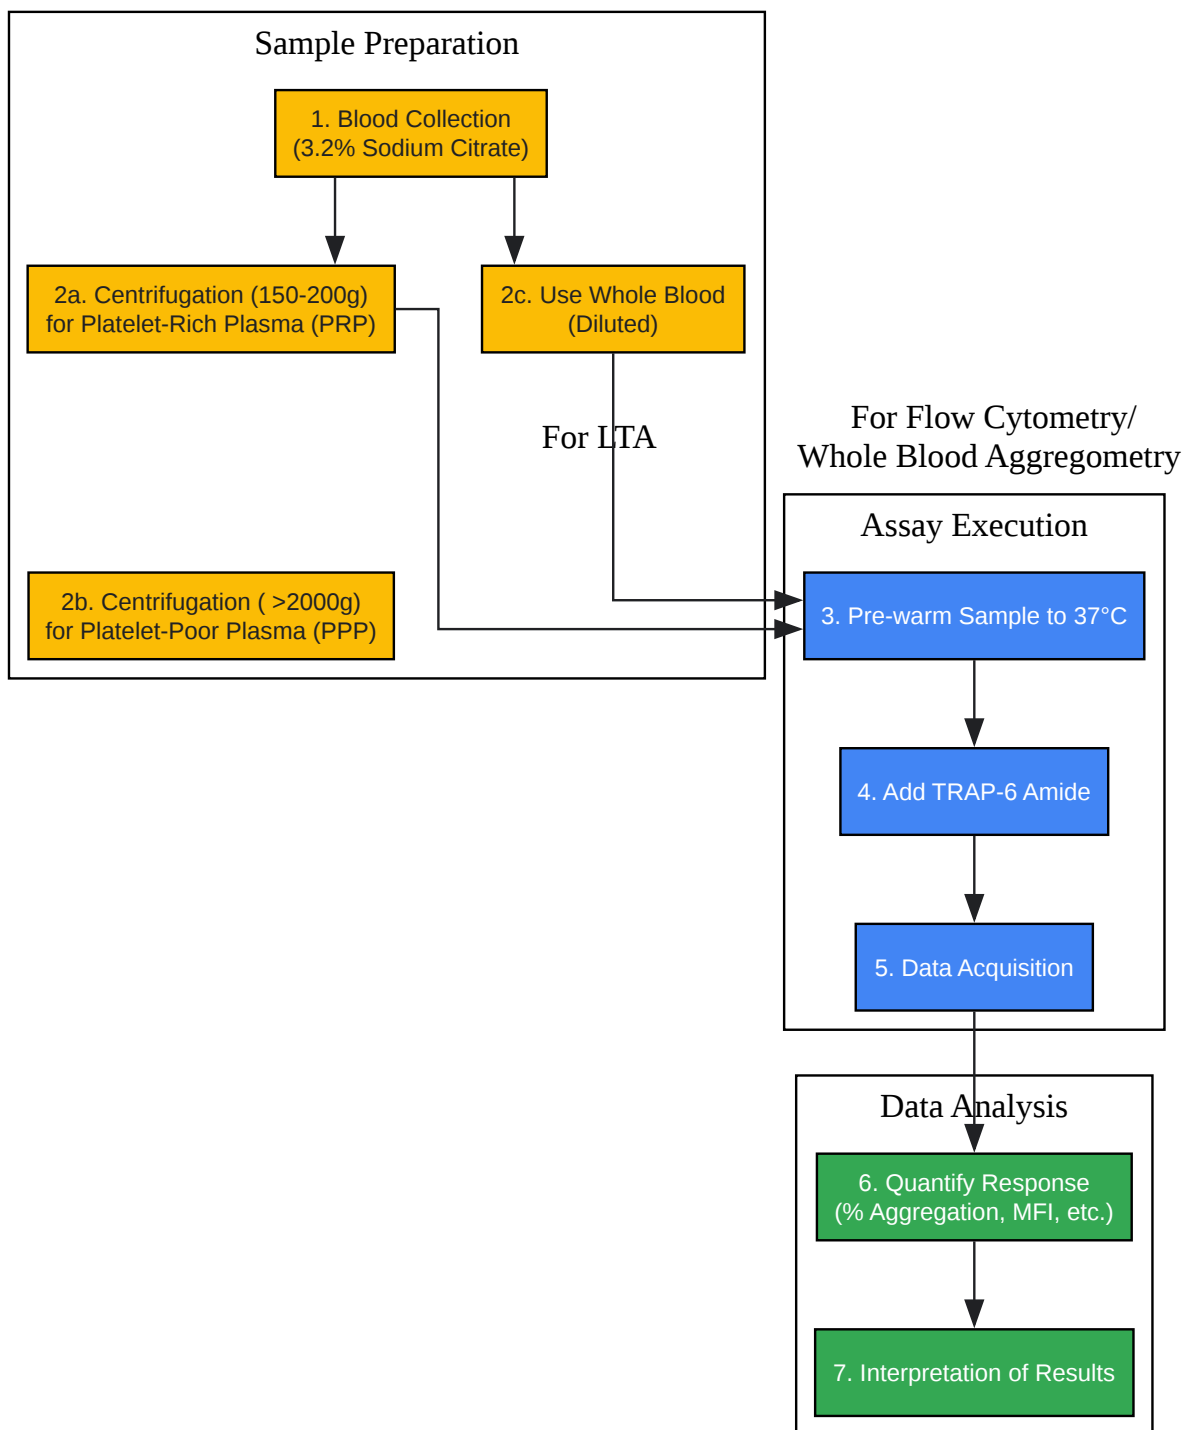 Sample Preparation
1. Blood Collection
(3.2% Sodium Citrate)
2a. Centrifugation (150-200g)
for Platelet-Rich Plasma (PRP)
2c. Use Whole Blood
(Diluted)
For LTA
For Flow Cytometry/
Whole Blood Aggregometry
2b. Centrifugation ( >2000g)
for Platelet-Poor Plasma (PPP)
Assay Execution
3. Pre-warm Sample to 37°C
4. Add TRAP-6 Amide
5. Data Acquisition
Data Analysis
6. Quantify Response
(% Aggregation, MFI, etc.)
7. Interpretation of Results